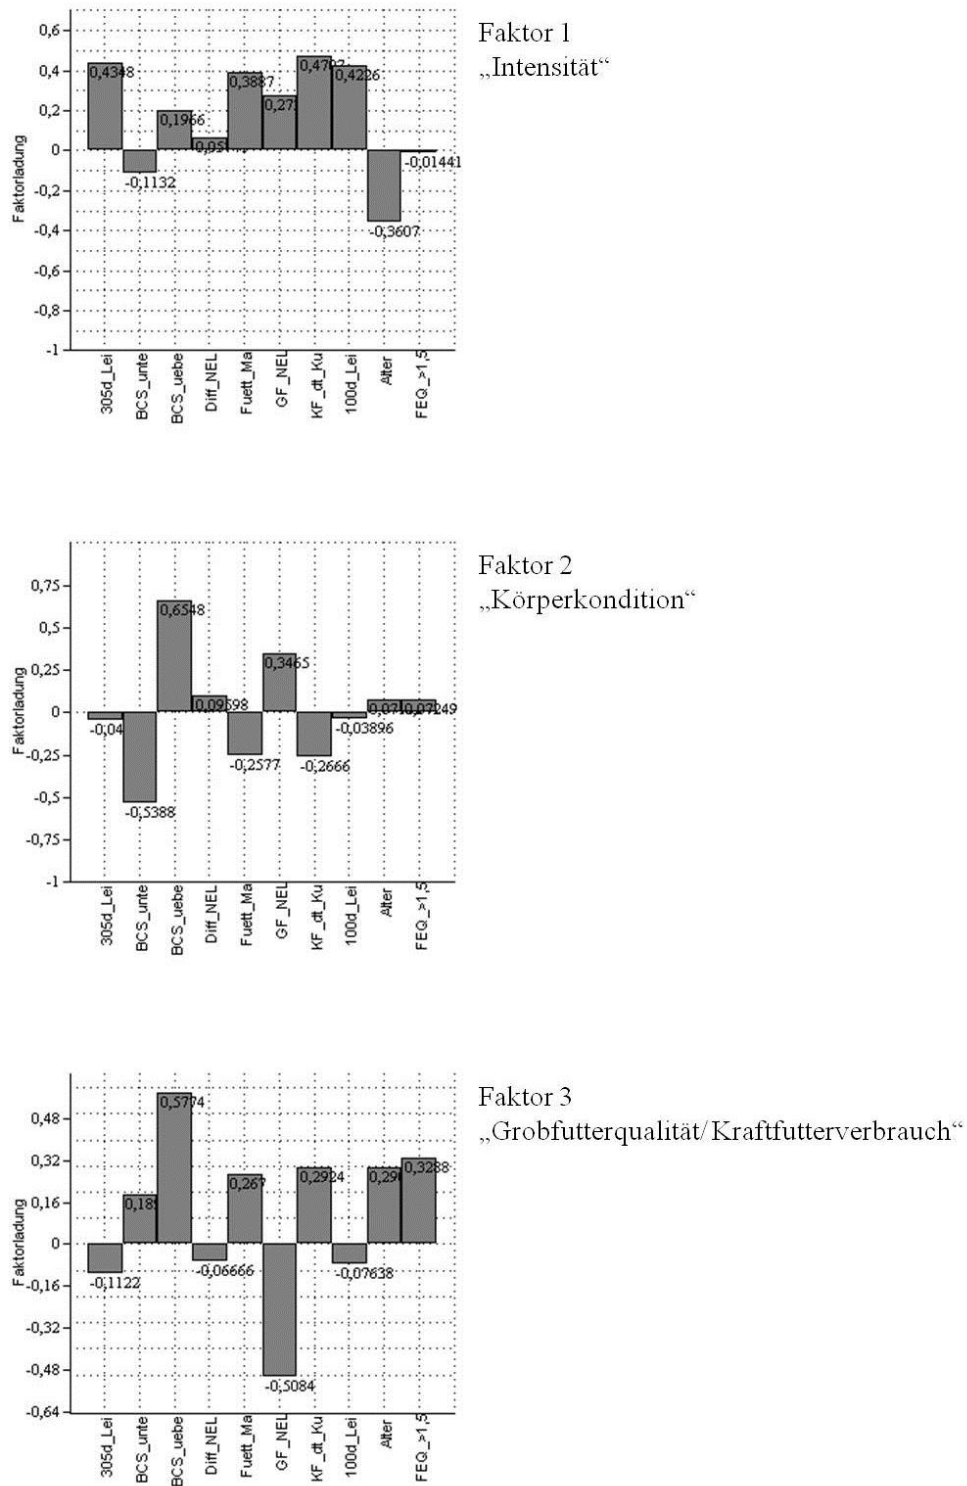 Faktor 1
„Intensität“
Faktorladung
0,6
0,4
0,2
0
-0,2
-0,4
-0,6
-0,8
-1
0,4348
-0,1132
0,1966
0,3887
0,4226
-0,3607
-0,01441
305d_Lei
BCS_unte
BCS_uebe
Diff_NEL
Fuett_Ma
GF_NEL
KF_dt_Ku
100d_Lei
Alter
FEQ_>1,5
Faktor 2
„Körperkondition“
Faktorladung
0,75
0,5
0,25
0
-0,25
-0,5
-0,75
-1
-0,04
-0,5388
0,6548
0,09598
-0,2577
0,3465
-0,2666
-0,03896
0,07249
305d_Lei
BCS_unte
BCS_uebe
Diff_NEL
Fuett_Ma
GF_NEL
KF_dt_Ku
100d_Lei
Alter
FEQ_>1,5
Faktor 3
„Grobfutterqualität/Kraftfutterverbrauch“
Faktorladung
0,48
0,32
0,16
0
-0,16
-0,32
-0,48
-0,64
-0,1122
0,5774
-0,06666
0,267
-0,5084
0,2924
-0,07638
0,3288
305d_Lei
BCS_unte
BCS_uebe
Diff_NEL
Fuett_Ma
GF_NEL
KF_dt_Ku
100d_Lei
Alter
FEQ_>1,5